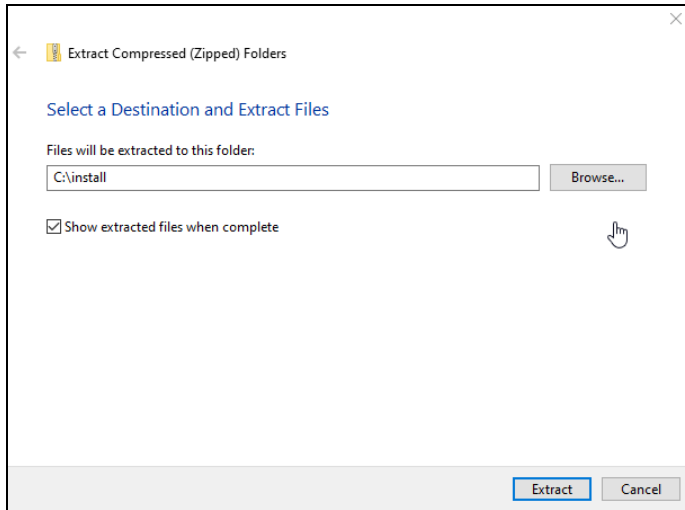 Extract Compressed (Zipped) Folders
Select a Destination and Extract Files
Files will be extracted to this folder:
C:\install
Browse...
Show extracted files when complete
Extract
Cancel